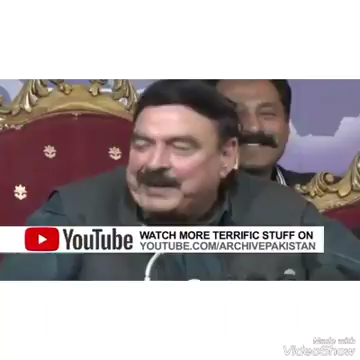 YouTube
WATCH MORE TERRIFIC STUFF ON
YOUTUBE.COM/ARCHIVEPAKISTAN
Made with
VideoShow